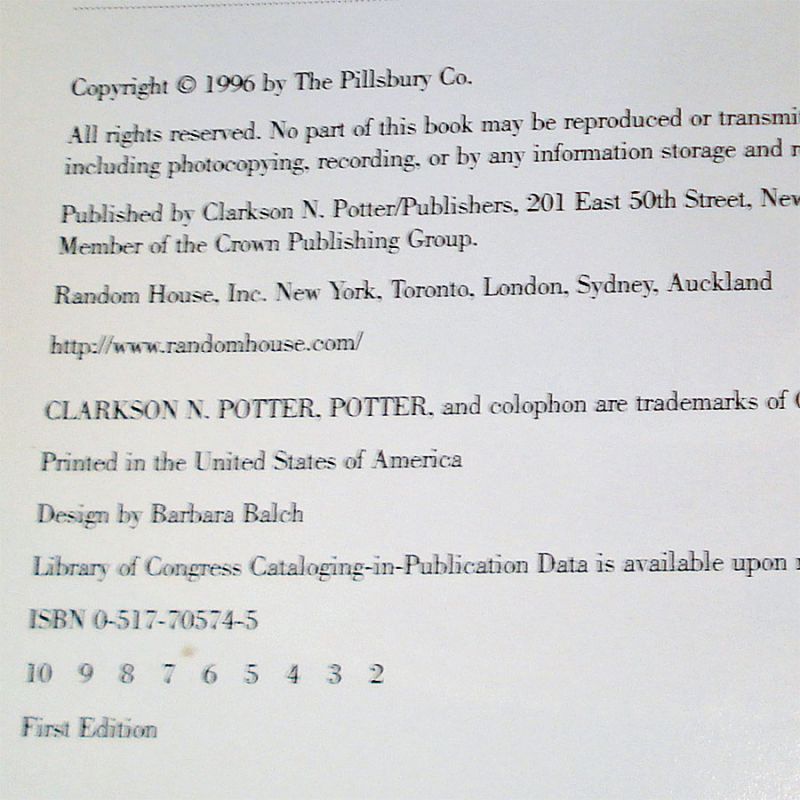 Copyright © 1996 by The Pillsbury Co.
All rights reserved. No part of this book may be reproduced or
including photocopying, recording, or by any information storage and
Published by Clarkson N. Potter/Publishers, 201 East 50th Street, New
Member of the Crown Publishing Group.
Random House, Inc. New York, Toronto, London, Sydney, Auckland
http://www.randomhouse.com/
CLARKSON N. POTTER, POTTER, and colophon are trademarks of
Printed in the United States of America
Design by Barbara Balch
Library of Congress Cataloging-in-Publication Data is available upon
ISBN 0-517-70574-5
10 9 8 7 6 5 4 3 2
First Edition